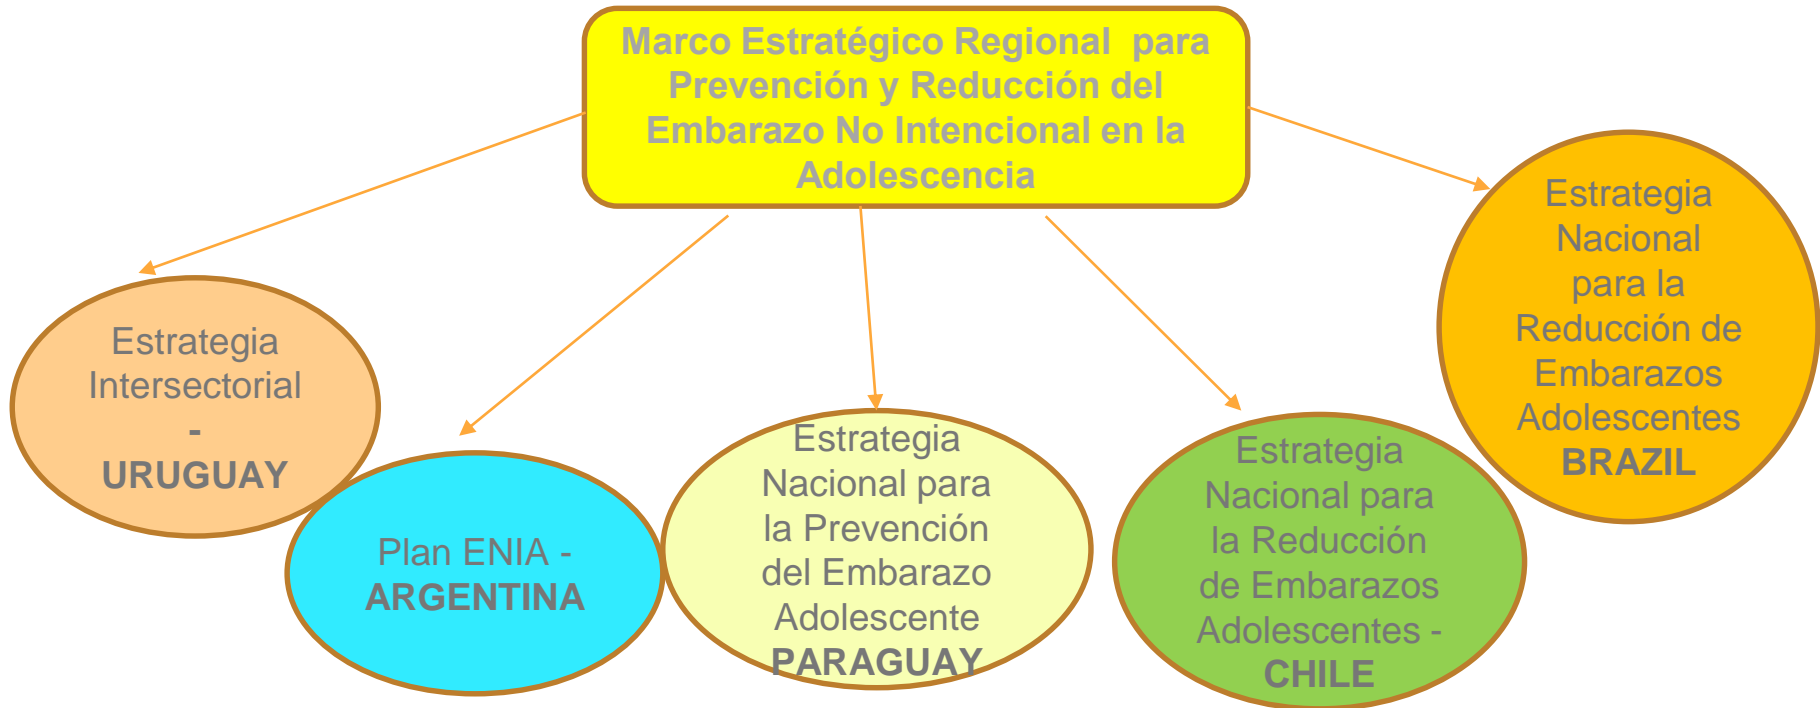 Marco Estratégico Regional para
Prevención y Reducción del
Embarazo No Intencional en la
Adolescencia
Estrategia
Intersectorial
-
URUGUAY
Plan ENIA -
ARGENTINA
Estrategia
Nacional para
la Prevención
del Embarazo
Adolescente
PARAGUAY
Estrategia
Nacional para
la Reducción
de Embarazos
Adolescentes -
CHILE
Estrategia
Nacional
para la
Reducción de
Embarazos
Adolescentes
BRAZIL